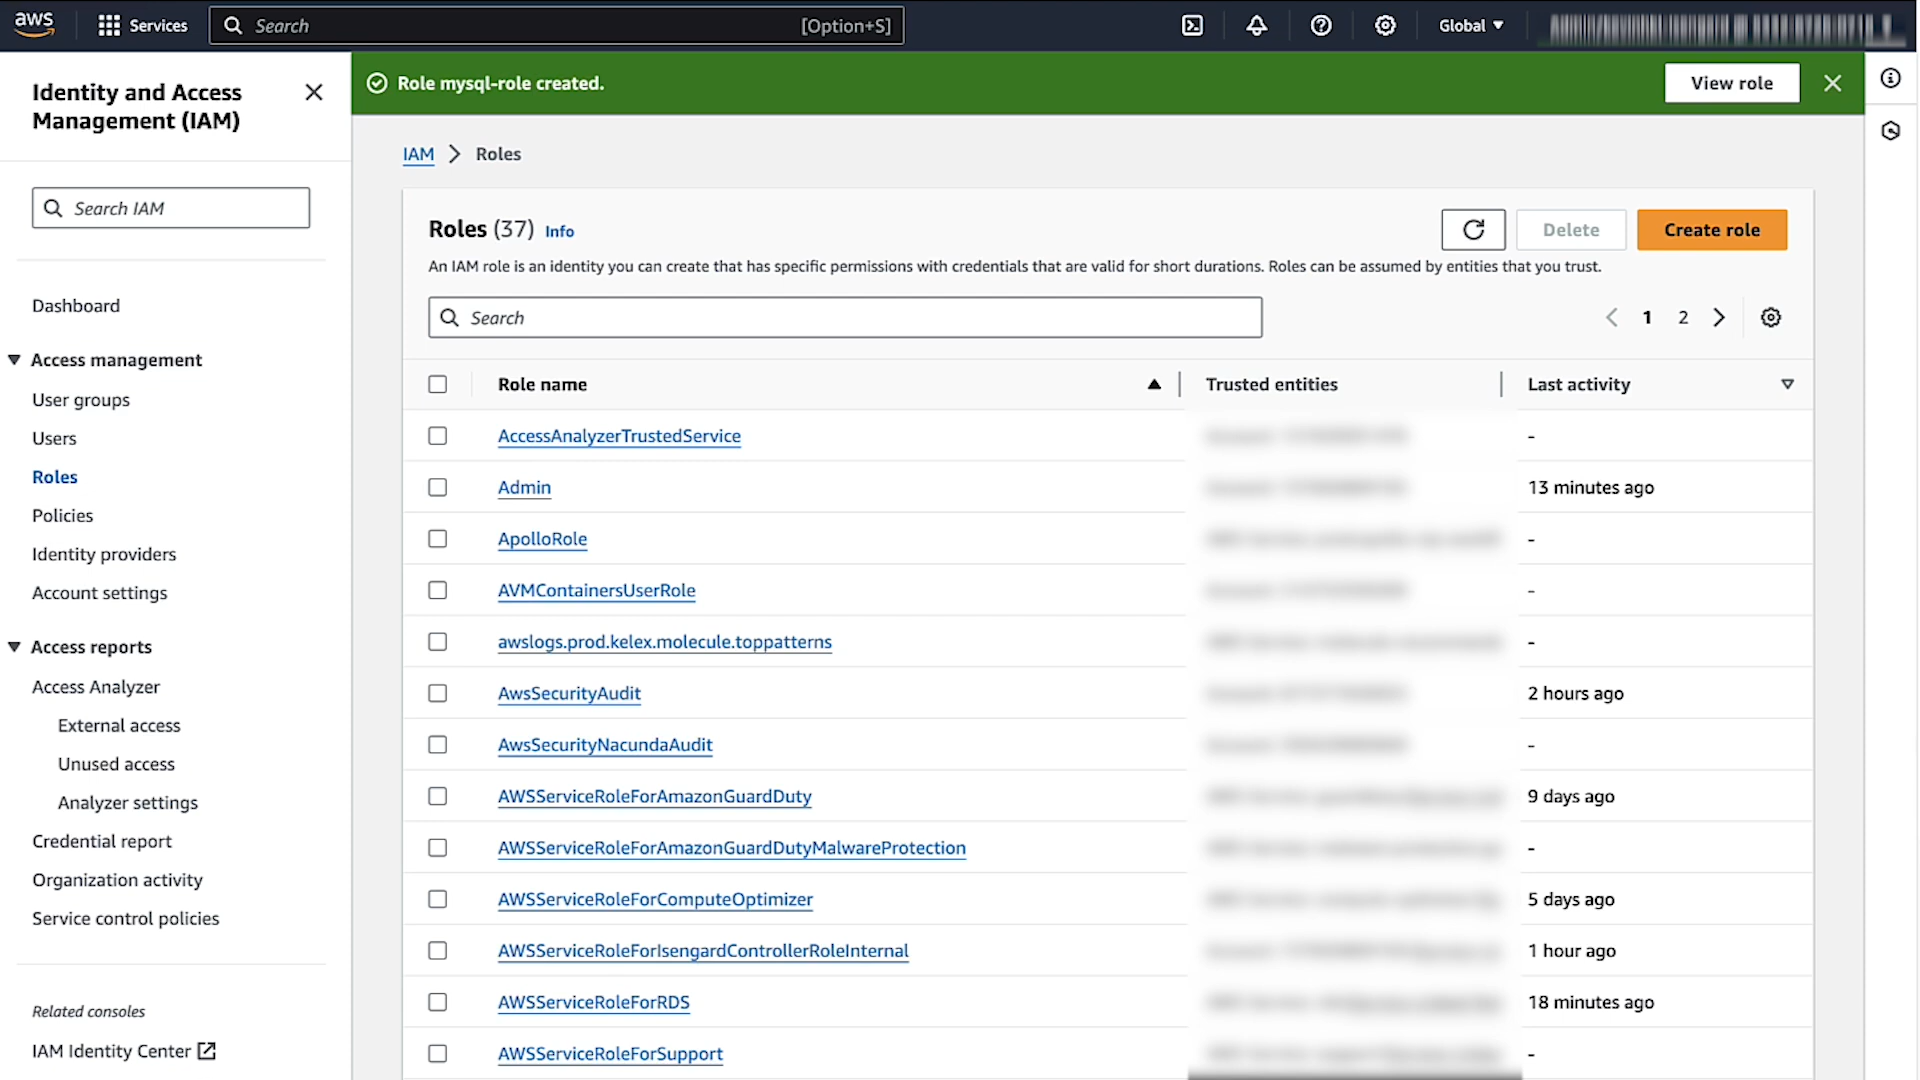 aws
Services
Search
[Option+S]
Global
Identity and Access
Management (IAM)
Role mysql-role created.
View role
IAM
Roles
Search IAM
Roles (37) Info
Delete
Create role
An IAM role is an identity you can create that has specific permissions with credentials that are valid for short durations. Roles can be assumed by entities that you trust.
Search
1
2
Dashboard
Access management
User groups
Users
Roles
Policies
Identity providers
Account settings
Access reports
Access Analyzer
External access
Unused access
Analyzer settings
Credential report
Organization activity
Service control policies
Related consoles
IAM Identity Center
Role name
Trusted entities
Last activity
AccessAnalyzerTrustedService
-
Admin
13 minutes ago
ApolloRole
-
AVMContainersUserRole
-
awslogs.prod.kelex.molecule.toppatterns
-
AwsSecurityAudit
2 hours ago
AwsSecurityNacundaAudit
-
AWSServiceRoleForAmazonGuardDuty
9 days ago
AWSServiceRoleForAmazonGuardDutyMalwareProtection
-
AWSServiceRoleForComputeOptimizer
5 days ago
AWSServiceRoleForIsengardControllerRoleInternal
1 hour ago
AWSServiceRoleForRDS
18 minutes ago
AWSServiceRoleForSupport
-